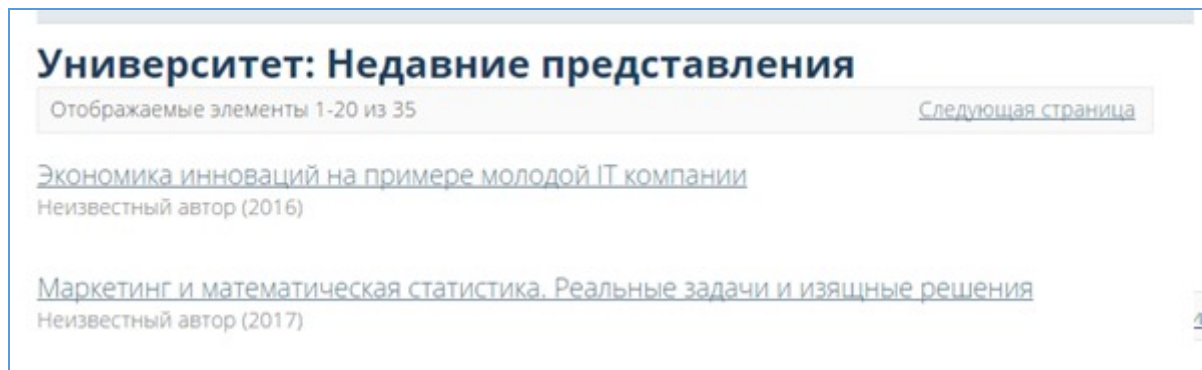 Университет: Недавние представления
Отображаемые элементы 1-20 из 35 Следующая страница
Экономика инноваций на примере молодой IT компании
Неизвестный автор (2016)
Маркетинг и математическая статистика. Реальные задачи и изящные решения
Неизвестный автор (2017)